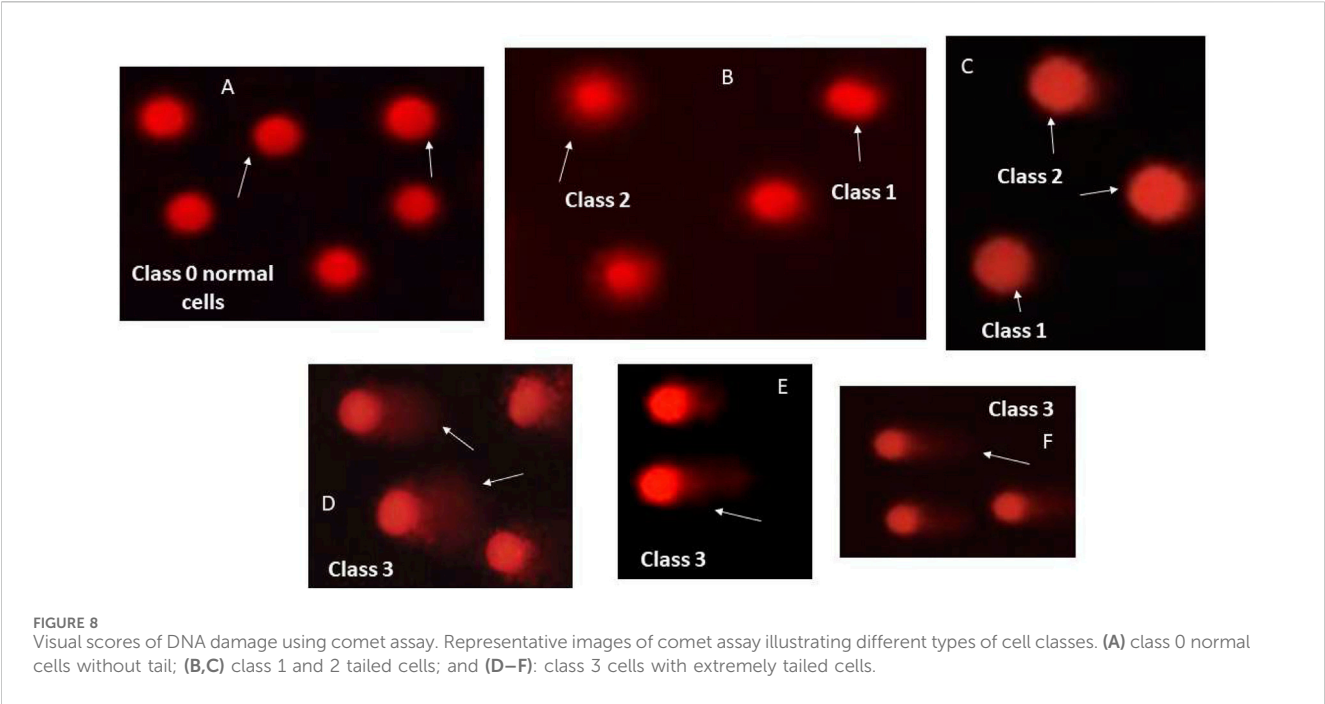 A
Class 0 normal
cells
B
Class 2
Class 1
C
Class 2
Class 1
D
Class 3
E
Class 3
Class 3
F
FIGURE 8
Visual scores of DNA damage using comet assay. Representative images of comet assay illustrating different types of cell classes. (A) class 0 normal
cells without tail; (B,C) class 1 and 2 tailed cells; and (D–F): class 3 cells with extremely tailed cells.